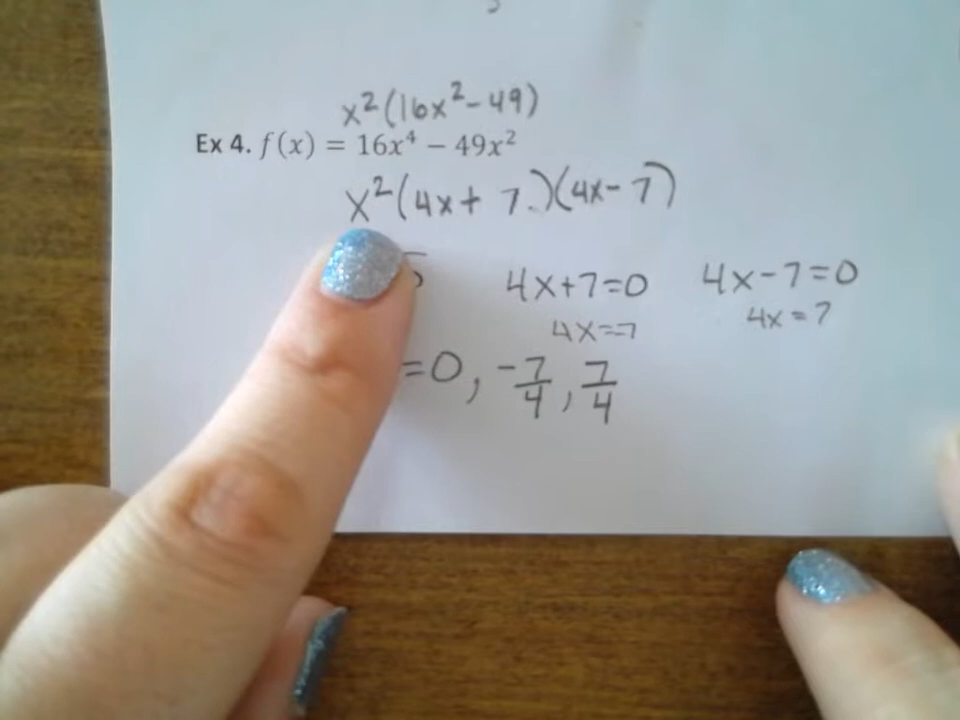 x²(16x²-49)
Ex 4. f(x) = 16x⁴ − 49x²
x²(4x+7)(4x-7)
4x+7=0 4x-7=0
4x=-7 4x=7
=0, -7/4, 7/4